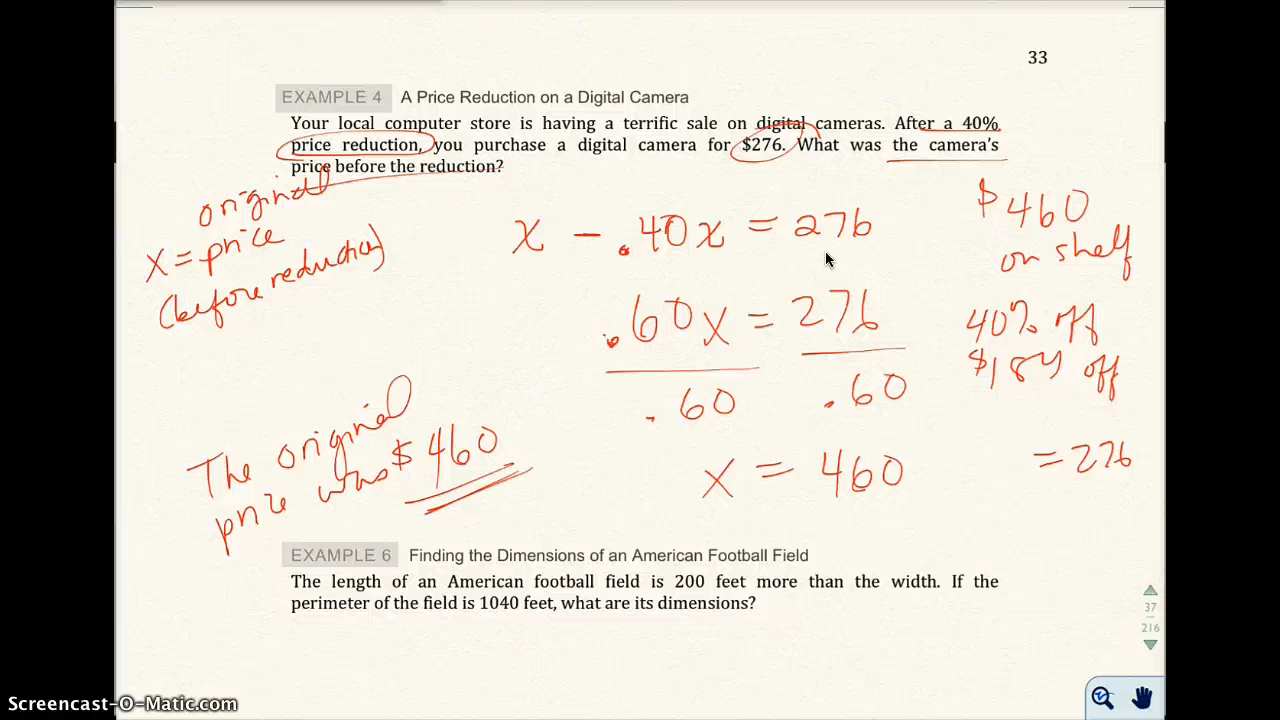 33
EXAMPLE 4 A Price Reduction on a Digital Camera
Your local computer store is having a terrific sale on digital cameras. After a 40%
price reduction, you purchase a digital camera for $276. What was the camera's
price before the reduction?
original
x = price
(before reduction)
x - .40x = 276
.60x = 276
.60 .60
x = 460
$460
on shelf
40% off
$184 off
= 276
The original
price was $460
EXAMPLE 6 Finding the Dimensions of an American Football Field
The length of an American football field is 200 feet more than the width. If the
perimeter of the field is 1040 feet, what are its dimensions?
37
216
Screencast-O-Matic.com